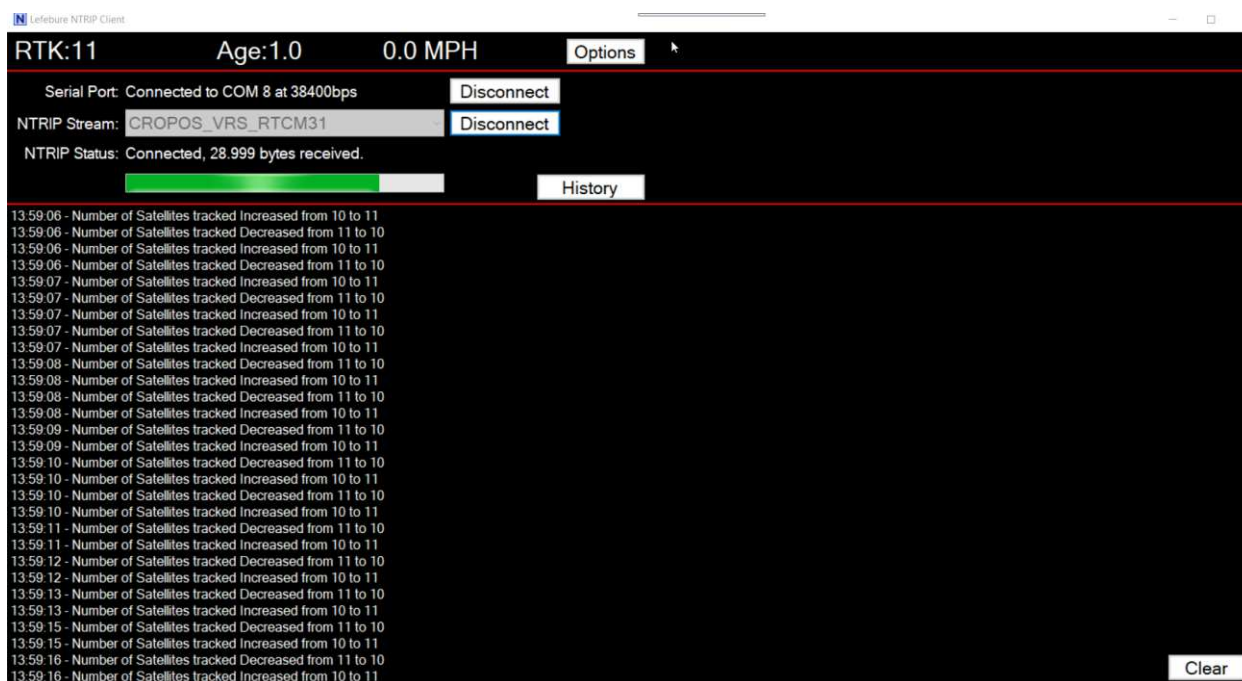 Lefebure NTRIP Client
RTK:11 Age:1.0 0.0 MPH Options
Serial Port: Connected to COM 8 at 38400bps Disconnect
NTRIP Stream: CROPOS_VRS_RTCM31 Disconnect
NTRIP Status: Connected, 28.999 bytes received.
History
13:59:06 - Number of Satellites tracked Increased from 10 to 11
13:59:06 - Number of Satellites tracked Decreased from 11 to 10
13:59:06 - Number of Satellites tracked Increased from 10 to 11
13:59:06 - Number of Satellites tracked Decreased from 11 to 10
13:59:07 - Number of Satellites tracked Increased from 10 to 11
13:59:07 - Number of Satellites tracked Decreased from 11 to 10
13:59:07 - Number of Satellites tracked Increased from 10 to 11
13:59:07 - Number of Satellites tracked Decreased from 11 to 10
13:59:07 - Number of Satellites tracked Increased from 10 to 11
13:59:08 - Number of Satellites tracked Decreased from 11 to 10
13:59:08 - Number of Satellites tracked Increased from 10 to 11
13:59:08 - Number of Satellites tracked Decreased from 11 to 10
13:59:08 - Number of Satellites tracked Increased from 10 to 11
13:59:09 - Number of Satellites tracked Decreased from 11 to 10
13:59:09 - Number of Satellites tracked Increased from 10 to 11
13:59:10 - Number of Satellites tracked Decreased from 11 to 10
13:59:10 - Number of Satellites tracked Increased from 10 to 11
13:59:10 - Number of Satellites tracked Decreased from 11 to 10
13:59:10 - Number of Satellites tracked Increased from 10 to 11
13:59:11 - Number of Satellites tracked Decreased from 11 to 10
13:59:11 - Number of Satellites tracked Increased from 10 to 11
13:59:12 - Number of Satellites tracked Decreased from 11 to 10
13:59:12 - Number of Satellites tracked Increased from 10 to 11
13:59:13 - Number of Satellites tracked Decreased from 11 to 10
13:59:13 - Number of Satellites tracked Increased from 10 to 11
13:59:15 - Number of Satellites tracked Decreased from 11 to 10
13:59:15 - Number of Satellites tracked Increased from 10 to 11
13:59:16 - Number of Satellites tracked Decreased from 11 to 10
13:59:16 - Number of Satellites tracked Increased from 10 to 11
Clear